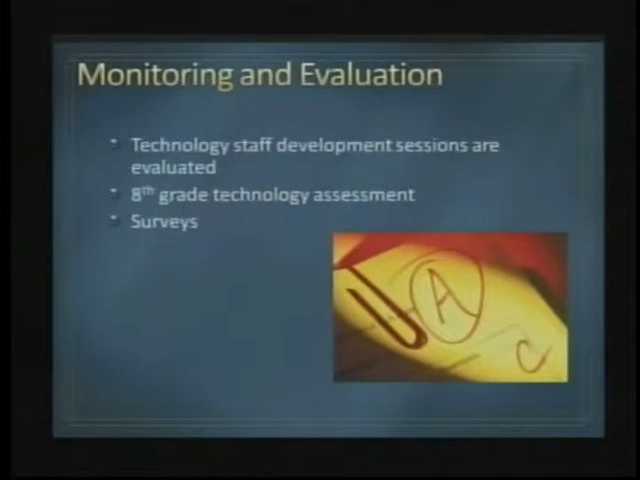 Monitoring and Evaluation
Technology staff development sessions are
evaluated
8th grade technology assessment
Surveys
A
C